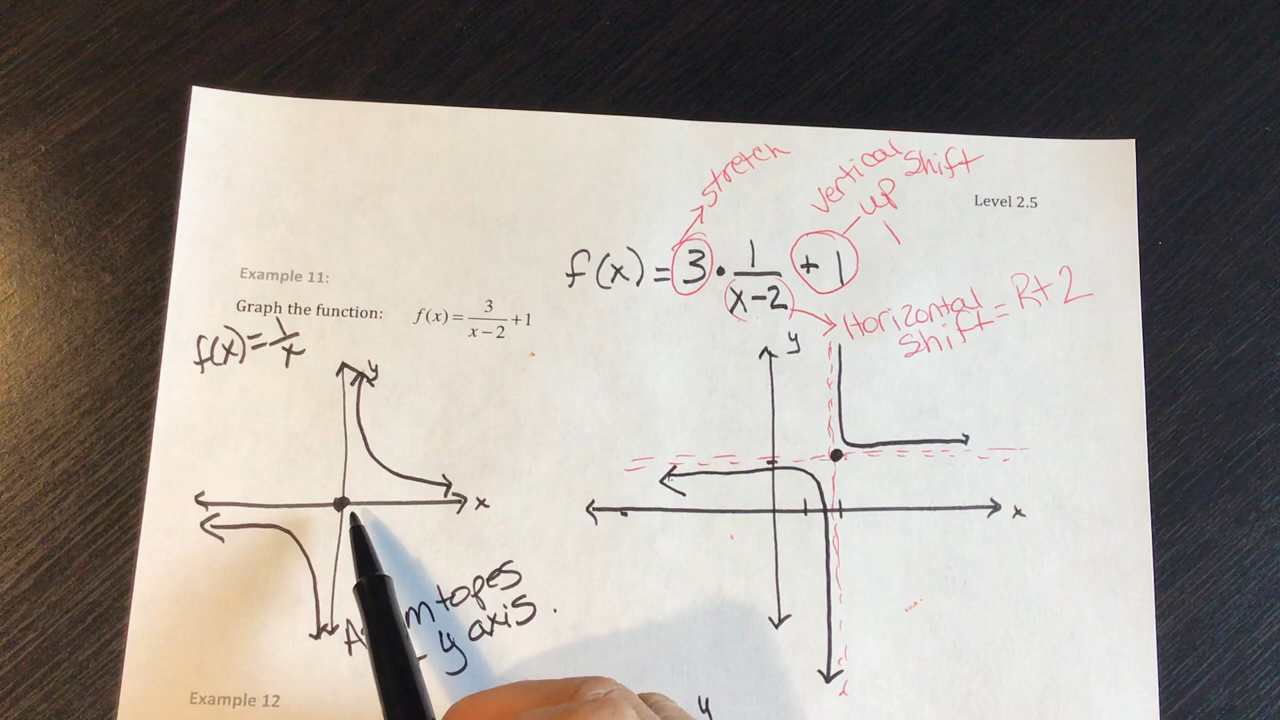 stretch
vertical shift
up
1
Level 2.5
f(x) = 3 · 1/(x-2) + 1
Example 11:
Graph the function: f(x) = 3/(x-2) + 1
Horizontal shift = Rt 2
f(x) = 1/x
y
x
y
x
mtopes
y axis.
Example 12
y